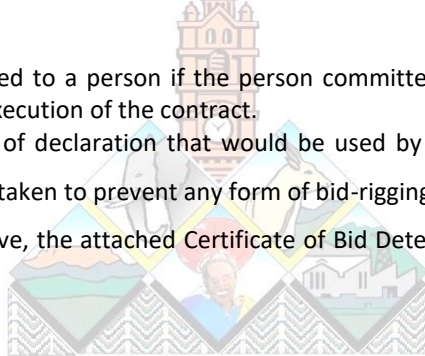 ed to a person if the person committe
xecution of the contract.
of declaration that would be used by
taken to prevent any form of bid-rigging
ve, the attached Certificate of Bid Dete